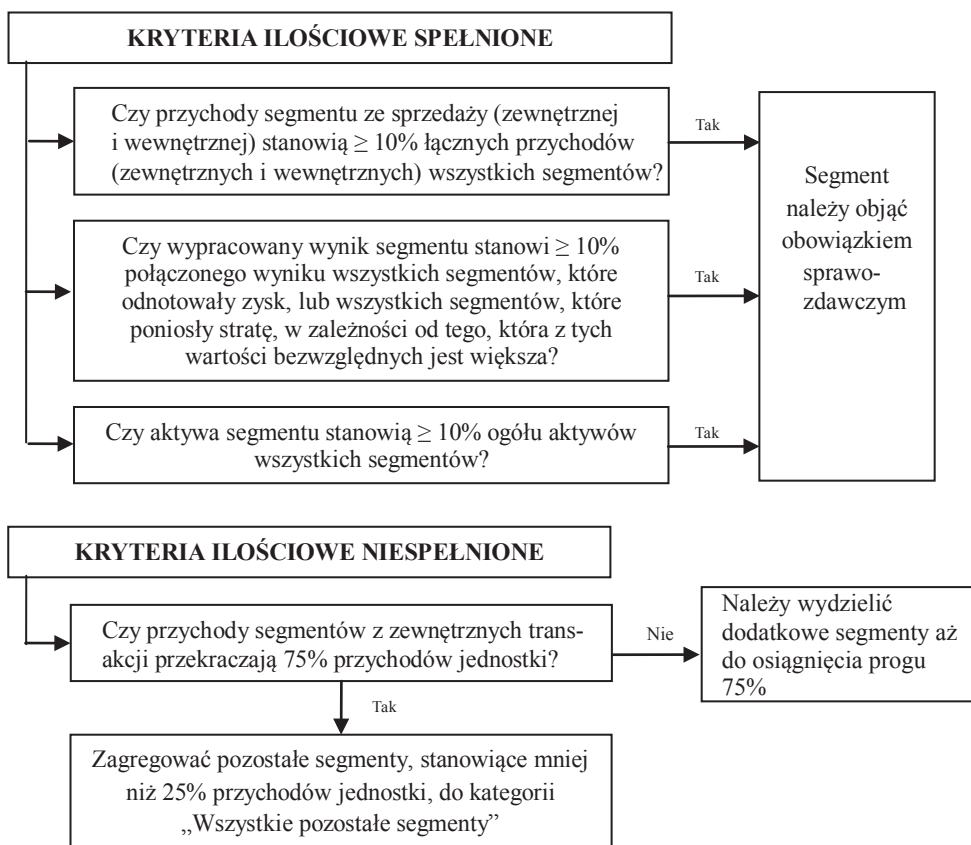 KRYTERIA ILOŚCIOWE SPEŁNIONE
Czy przychody segmentu ze sprzedaży (zewnętrznej
i wewnętrznej) stanowią ≥ 10% łącznych przychodów
(zewnętrznych i wewnętrznych) wszystkich segmentów?
Tak
Czy wypracowany wynik segmentu stanowi ≥ 10%
połączonego wyniku wszystkich segmentów, które
odnotowały zysk, lub wszystkich segmentów, które
poniosły stratę, w zależności od tego, która z tych
wartości bezwzględnych jest większa?
Tak
Czy aktywa segmentu stanowią ≥ 10% ogółu aktywów
wszystkich segmentów?
Tak
Segment
należy objąć
obowiązkiem
sprawo-
zdawczym
KRYTERIA ILOŚCIOWE NIESPEŁNIONE
Czy przychody segmentów z zewnętrznych trans-
akcji przekraczają 75% przychodów jednostki?
Nie
Należy wydzielić
dodatkowe segmenty aż
do osiągnięcia progu
75%
Tak
Zagregować pozostałe segmenty, stanowiące mniej
niż 25% przychodów jednostki, do kategorii
„Wszystkie pozostałe segmenty”